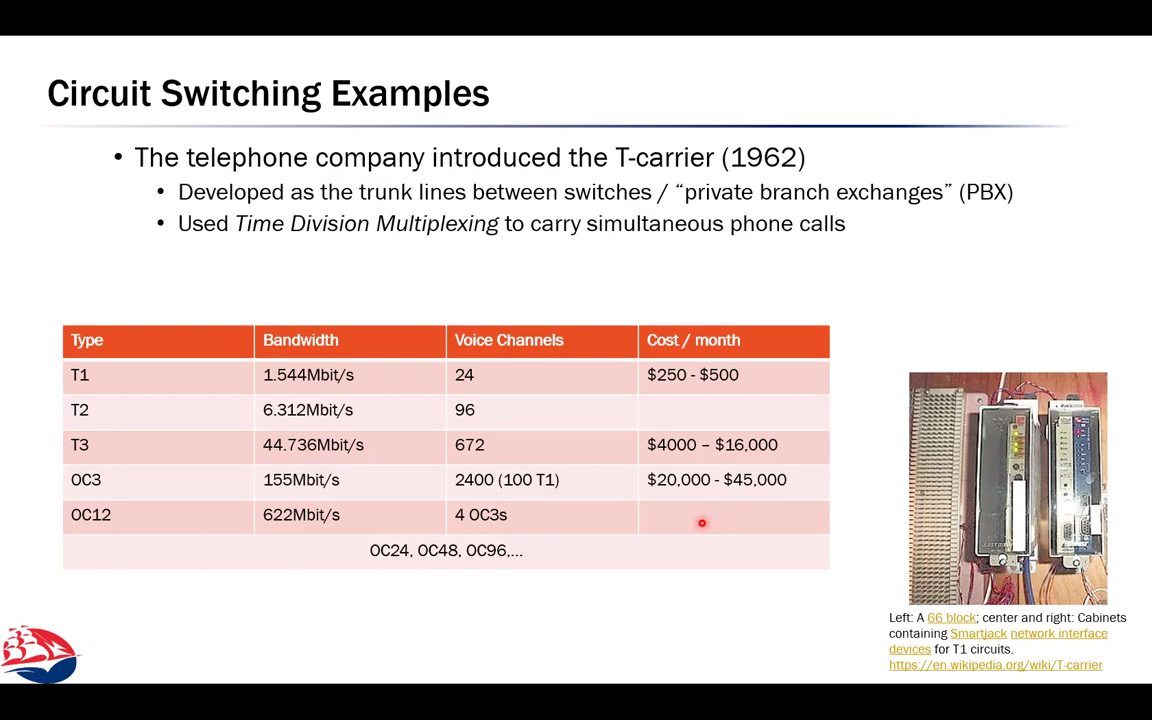 Circuit Switching Examples
• The telephone company introduced the T-carrier (1962)
• Developed as the trunk lines between switches / “private branch exchanges” (PBX)
• Used Time Division Multiplexing to carry simultaneous phone calls
Type Bandwidth Voice Channels Cost / month
T1 1.544Mbit/s 24 $250 - $500
T2 6.312Mbit/s 96
T3 44.736Mbit/s 672 $4000 – $16,000
OC3 155Mbit/s 2400 (100 T1) $20,000 - $45,000
OC12 622Mbit/s 4 OC3s
OC24, OC48, OC96,...
Left: A 66 block; center and right: Cabinets
containing Smartjack network interface
devices for T1 circuits.
https://en.wikipedia.org/wiki/T-carrier